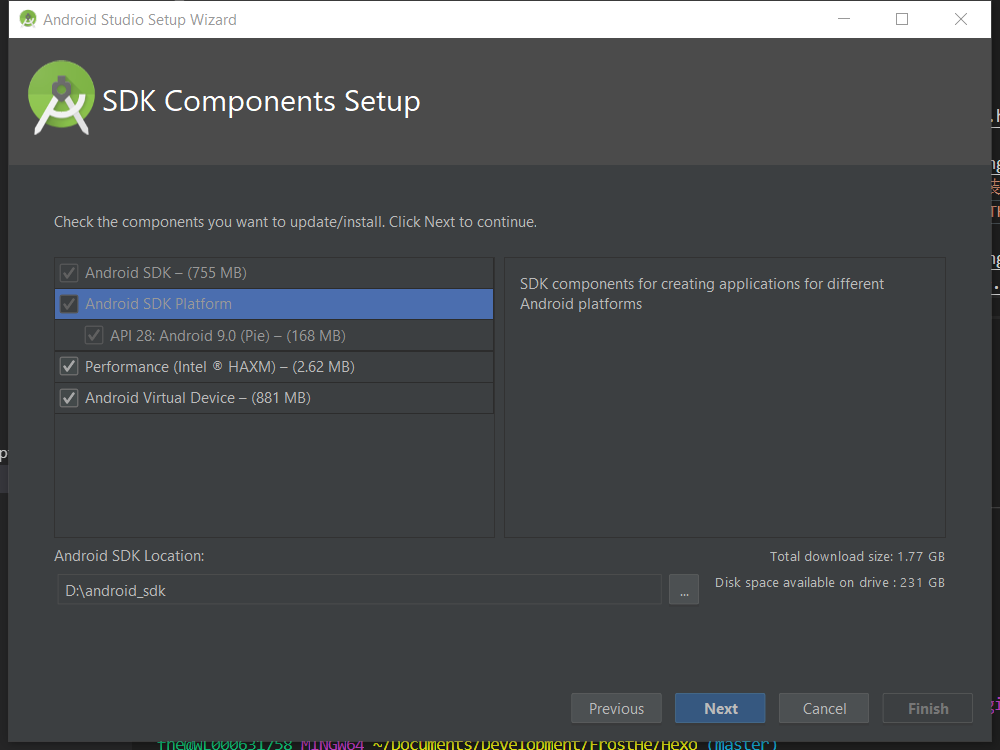 Android Studio Setup Wizard
SDK Components Setup
Check the components you want to update/install. Click Next to continue.
Android SDK – (755 MB)
Android SDK Platform
API 28: Android 9.0 (Pie) – (168 MB)
Performance (Intel ® HAXM) – (2.62 MB)
Android Virtual Device – (881 MB)
SDK components for creating applications for different
Android platforms
Android SDK Location:
Total download size: 1.77 GB
D:\android_sdk
...
Disk space available on drive : 231 GB
Previous
Next
Cancel
Finish
MINGW64 ~/Documents/Development/FrostHe/Hexo (master)